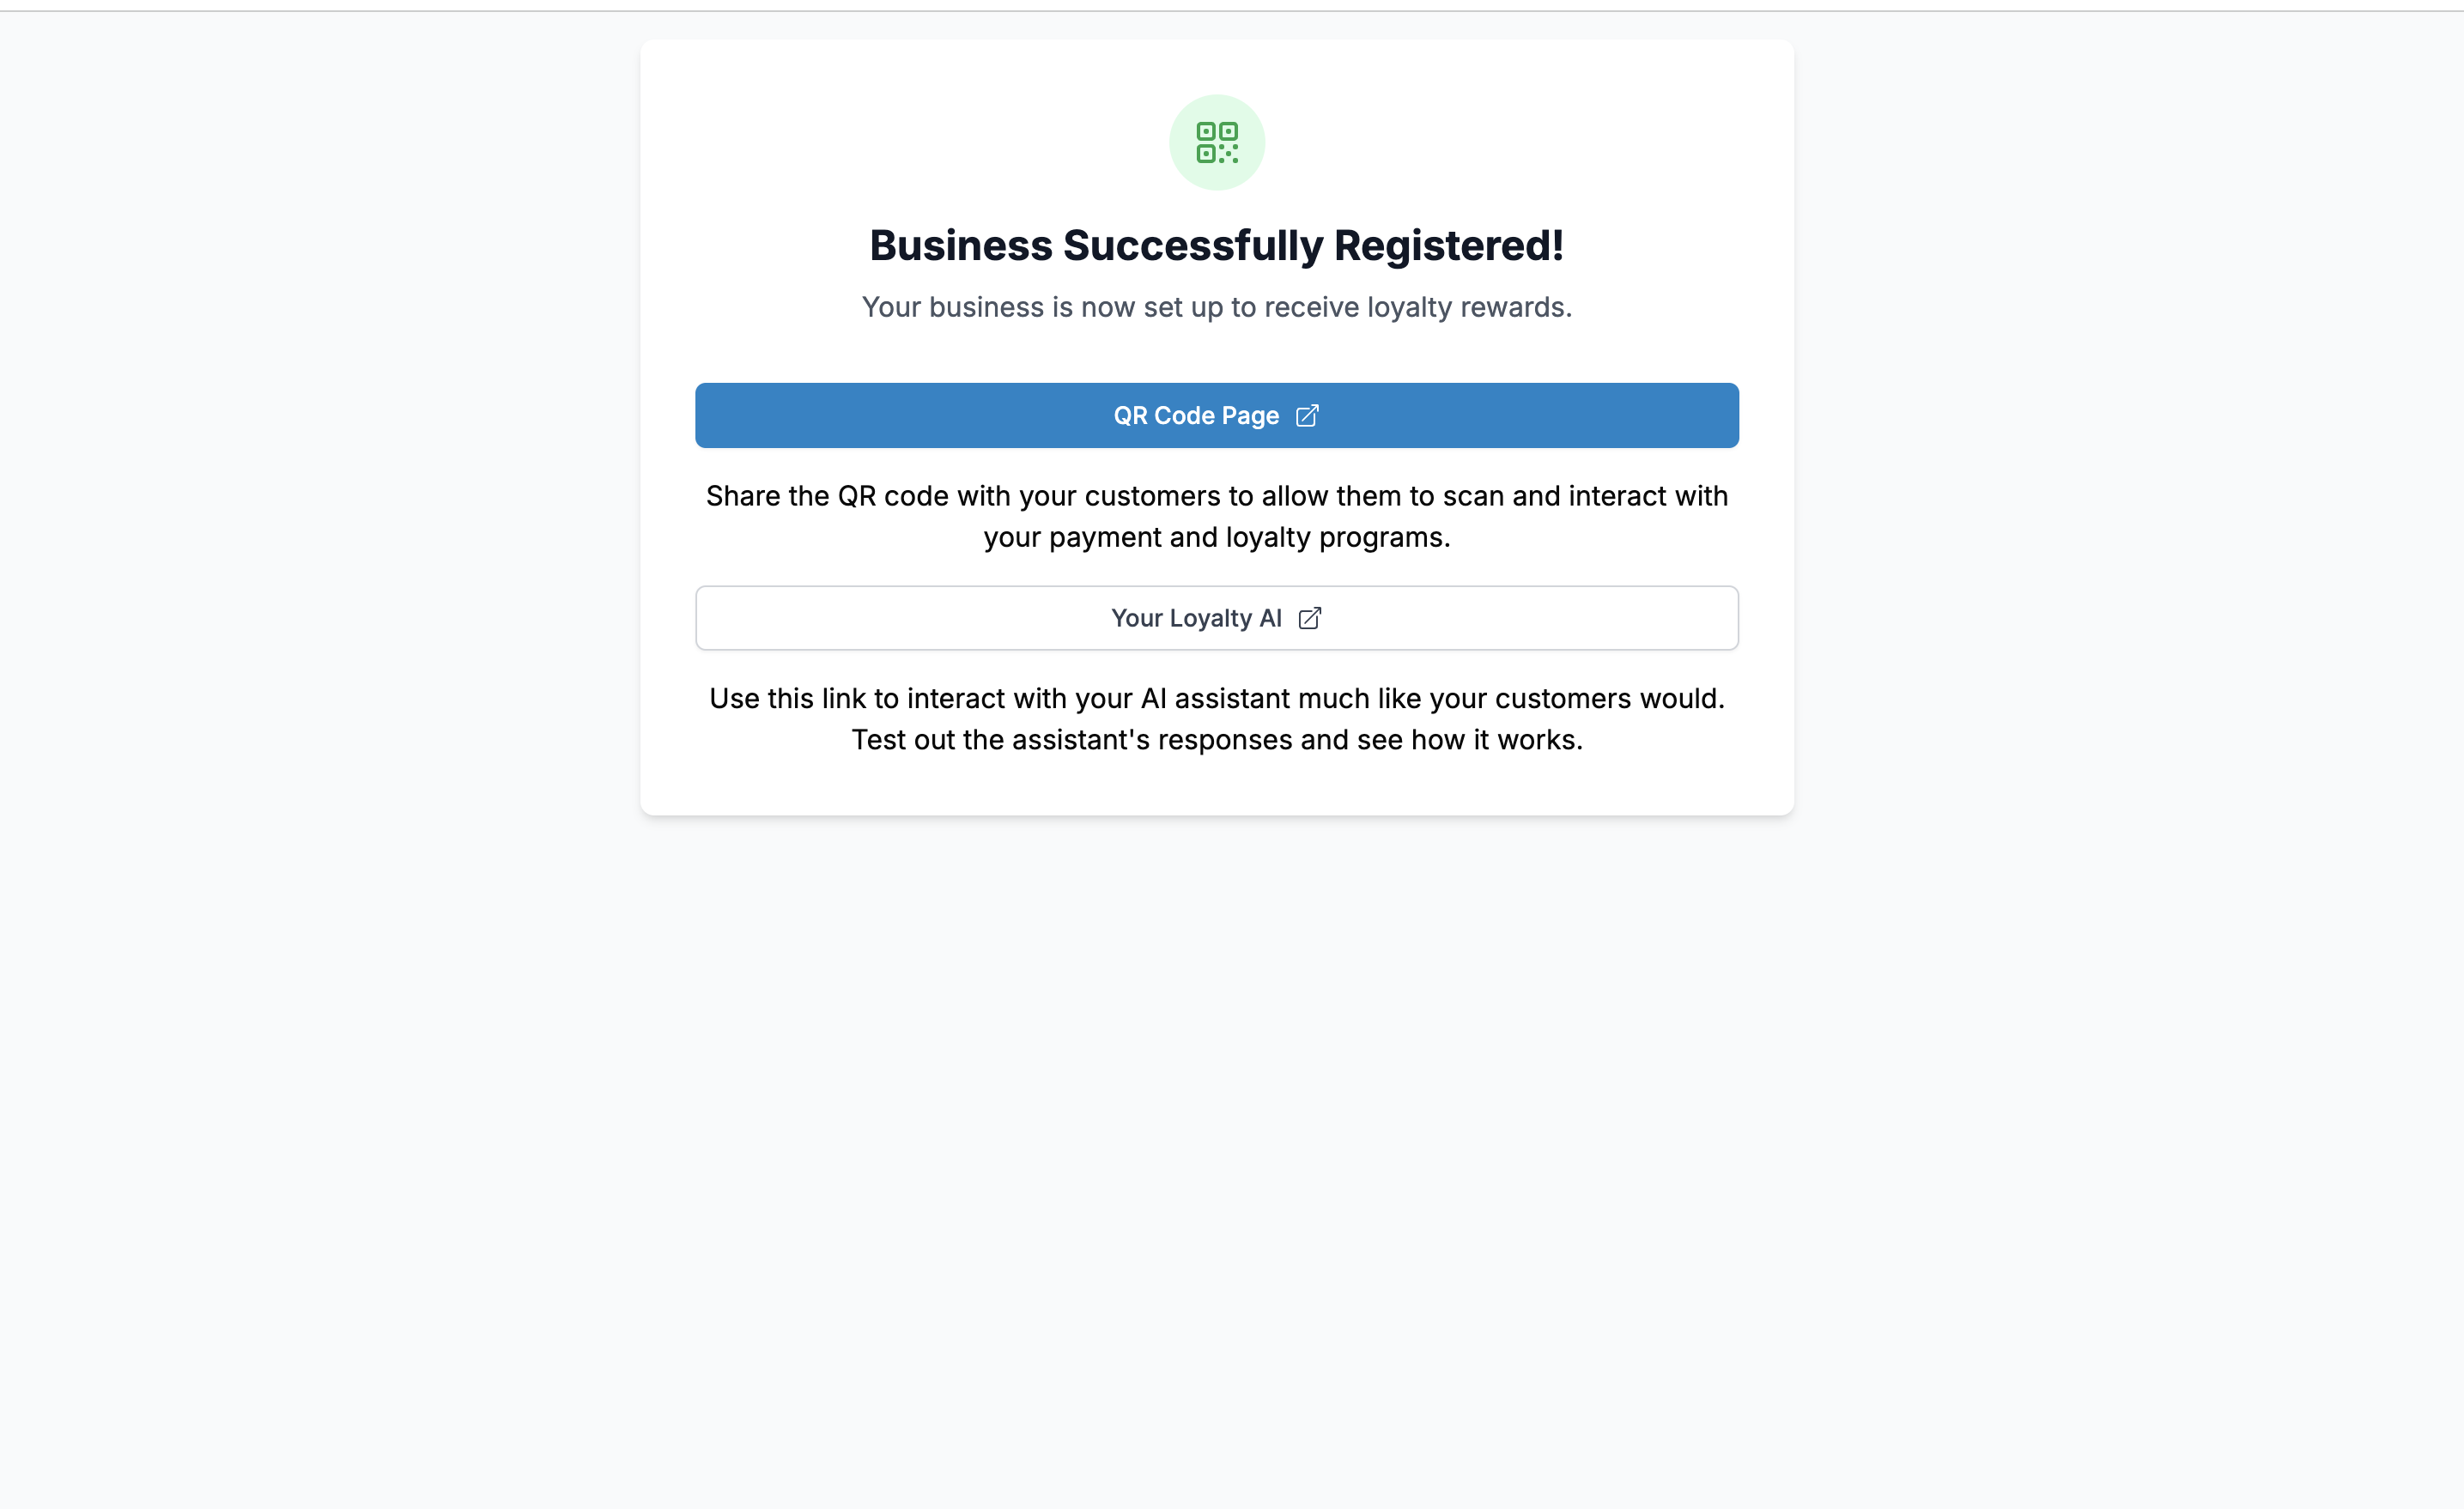 Business Successfully Registered!
Your business is now set up to receive loyalty rewards.
QR Code Page
Share the QR code with your customers to allow them to scan and interact with
your payment and loyalty programs.
Your Loyalty AI
Use this link to interact with your AI assistant much like your customers would.
Test out the assistant's responses and see how it works.